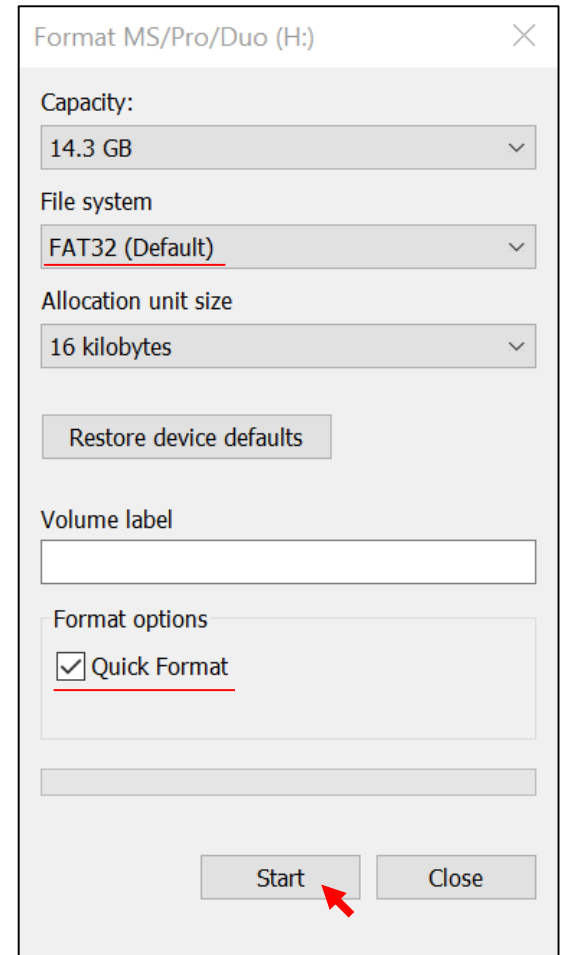 Format MS/Pro/Duo (H:)
Capacity:
14.3 GB
File system
FAT32 (Default)
Allocation unit size
16 kilobytes
Restore device defaults
Volume label
Format options
Quick Format
Start Close